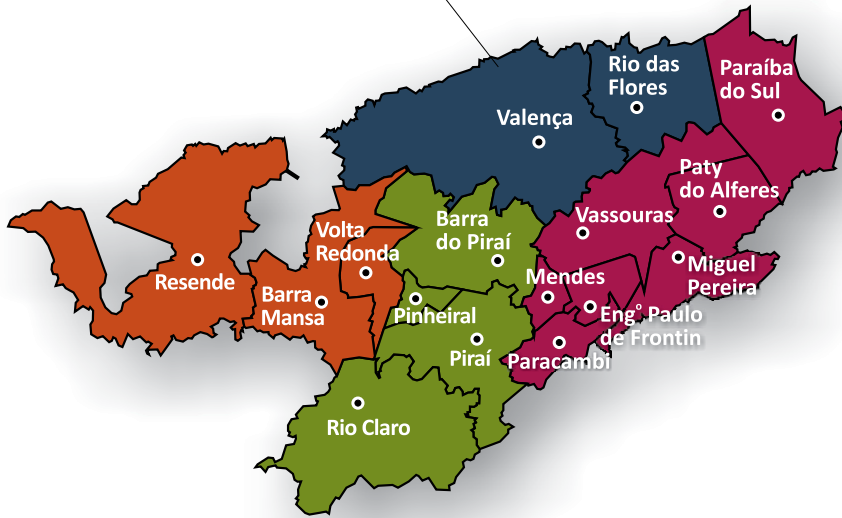 Rio das
Flores
Paraíba
do Sul
Valença
Paty
do Alferes
Vassouras
Barra
do Piraí
Volta
Redonda
Resende
Barra
Mansa
Mendes
Miguel
Pereira
Pinheiral
Engº Paulo
de Frontin
Piraí
Paracambi
Rio Claro